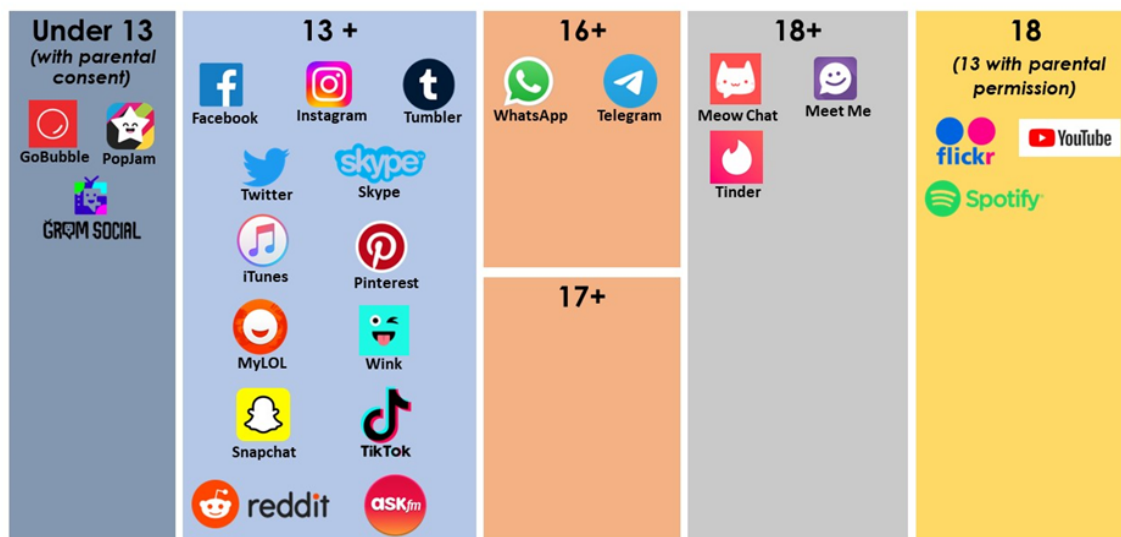 Under 13
(with parental
consent)
GoBubble
PopJam
GROM SOCIAL
13 +
Facebook
Instagram
Tumbler
Twitter
skype
Skype
iTunes
Pinterest
MyLOL
Wink
Snapchat
TikTok
reddit
ASKfm
16+
WhatsApp
Telegram
17+
18+
Meow Chat
Meet Me
Tinder
18
(13 with parental
permission)
flickr
YouTube
Spotify